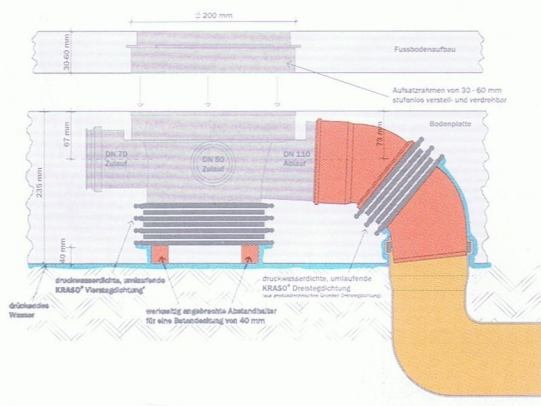 □ 200 mm
30-60 mm
Fussbodenaufbau
Aufsatzrahmen von 30 - 60 mm
stufenlos verstell- und verdrehbar
Bodenplatte
67 mm
73 mm
DN 70
Zulauf
DN 50
Zulauf
DN 110
Ablauf
235 mm
40 mm
druckwasserdichte, umlaufende
KRASO® Vierstegdichtung
druckwasserdichte, umlaufende
KRASO® Dreistegdichtung
drückendes
Wasser
werkseitig angebrachte Abstandhalter
für eine Betondeckung von 40 mm